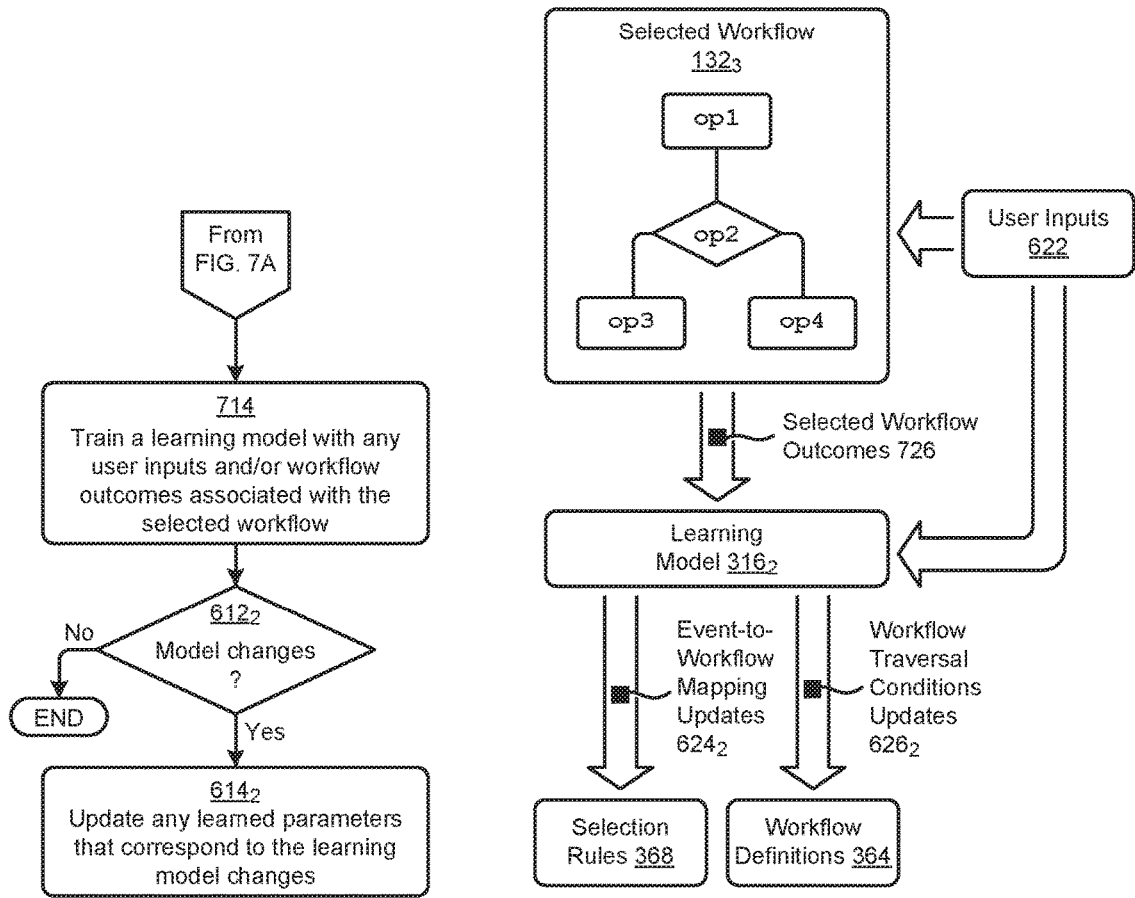 From
FIG. 7A
714
Train a learning model with any
user inputs and/or workflow
outcomes associated with the
selected workflow
612₂
Model changes
?
No
END
Yes
614₂
Update any learned parameters
that correspond to the learning
model changes
Selected Workflow
132₃
op1
op2
op3
op4
User Inputs
622
Selected Workflow
Outcomes 726
Learning
Model 316₂
Event-to-
Workflow
Mapping
Updates
624₂
Workflow
Traversal
Conditions
Updates
626₂
Selection
Rules 368
Workflow
Definitions 364